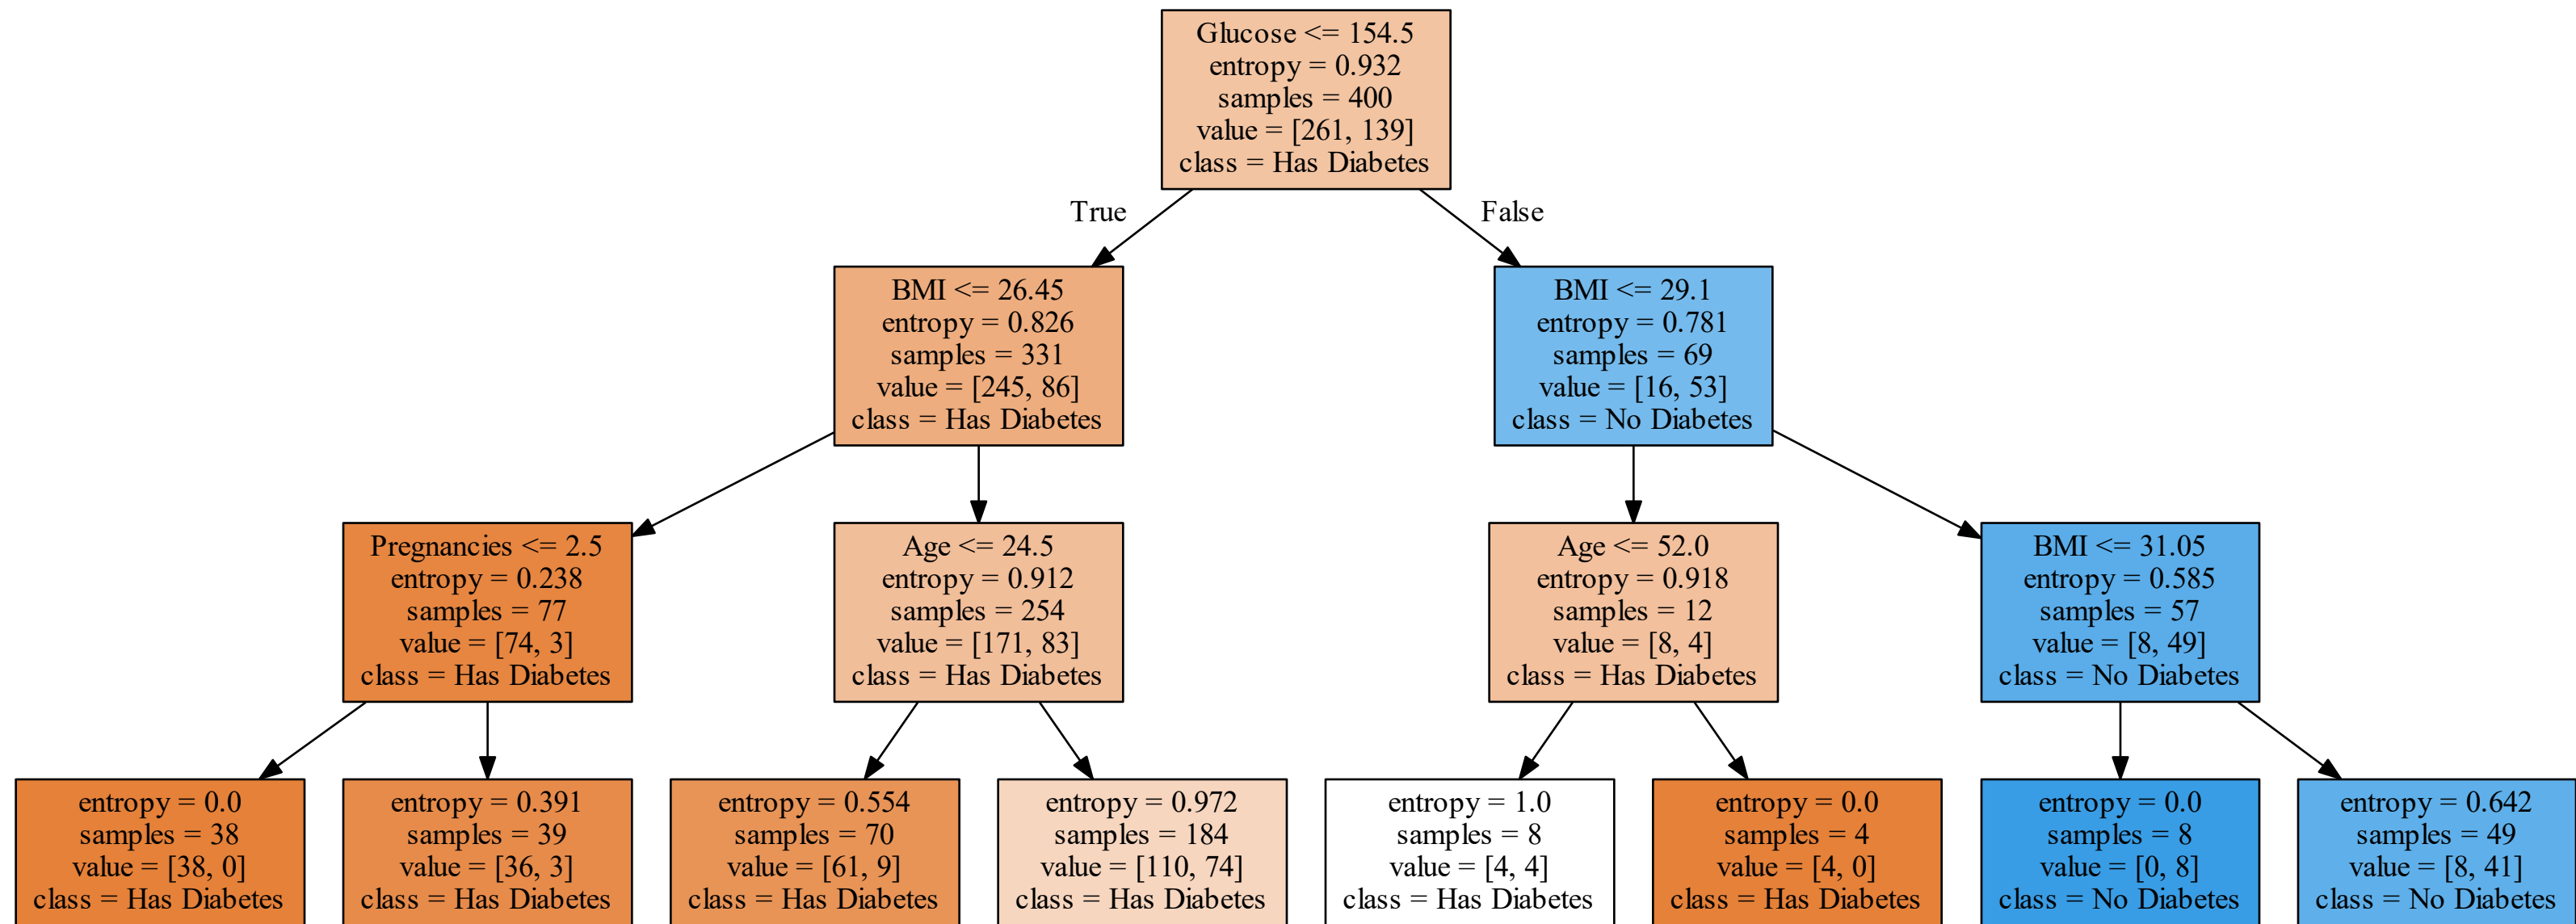 Glucose <= 154.5
entropy = 0.932
samples = 400
value = [261, 139]
class = Has Diabetes
True
False
BMI <= 26.45
entropy = 0.826
samples = 331
value = [245, 86]
class = Has Diabetes
BMI <= 29.1
entropy = 0.781
samples = 69
value = [16, 53]
class = No Diabetes
Pregnancies <= 2.5
entropy = 0.238
samples = 77
value = [74, 3]
class = Has Diabetes
Age <= 24.5
entropy = 0.912
samples = 254
value = [171, 83]
class = Has Diabetes
Age <= 52.0
entropy = 0.918
samples = 12
value = [8, 4]
class = Has Diabetes
BMI <= 31.05
entropy = 0.585
samples = 57
value = [8, 49]
class = No Diabetes
entropy = 0.0
samples = 38
value = [38, 0]
class = Has Diabetes
entropy = 0.391
samples = 39
value = [36, 3]
class = Has Diabetes
entropy = 0.554
samples = 70
value = [61, 9]
class = Has Diabetes
entropy = 0.972
samples = 184
value = [110, 74]
class = Has Diabetes
entropy = 1.0
samples = 8
value = [4, 4]
class = Has Diabetes
entropy = 0.0
samples = 4
value = [4, 0]
class = Has Diabetes
entropy = 0.0
samples = 8
value = [0, 8]
class = No Diabetes
entropy = 0.642
samples = 49
value = [8, 41]
class = No Diabetes